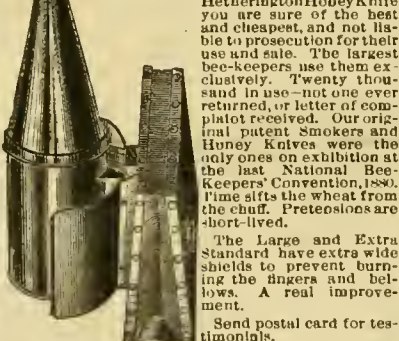 Hetherington Honey Knife
you are sure of the best
and cheapest, and not lia-
ble to prosecution for their
use and sale. The largest
bee-keepers use them ex-
clusively. Twenty thou-
sand in use—not one ever
returned, or letter of com-
plaint received. Our orig-
inal patent Smokers and
Honey Knives were the
only ones on exhibition at
the last National Bee-
Keepers' Convention, 1880.
Time sifts the wheat from
the chaff. Pretensions are
short-lived.
The Large and Extra
Standard have extra wide
shields to prevent burn-
ing the fingers and bel-
lows. A real improve-
ment.
Send postal card for tes-
timonials.